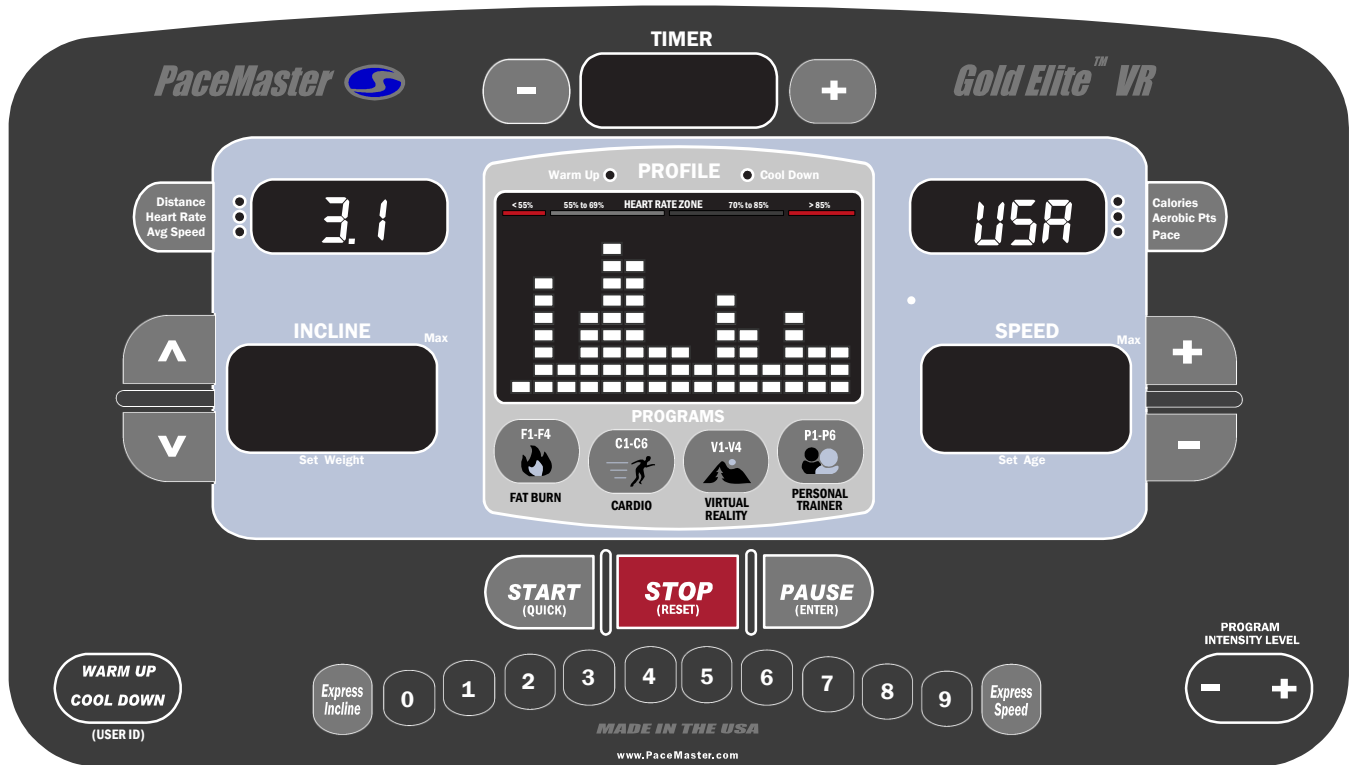 TIMER
PaceMaster
Gold Elite™ VR
-
+
Warm Up
PROFILE
Cool Down
Distance
Heart Rate
Avg Speed
3.1
< 55%
55% to 69%
HEART RATE ZONE
70% to 85%
> 85%
USA
Calories
Aerobic Pts
Pace
INCLINE
Max
SPEED
Max
+
-
Set Weight
Set Age
PROGRAMS
F1-F4
C1-C6
V1-V4
P1-P6
FAT BURN
CARDIO
VIRTUAL
REALITY
PERSONAL
TRAINER
START
(QUICK)
STOP
(RESET)
PAUSE
(ENTER)
WARM UP
COOL DOWN
(USER ID)
Express
Incline
0
1
2
3
4
5
6
7
8
9
Express
Speed
PROGRAM
INTENSITY LEVEL
- +
MADE IN THE USA
www.PaceMaster.com